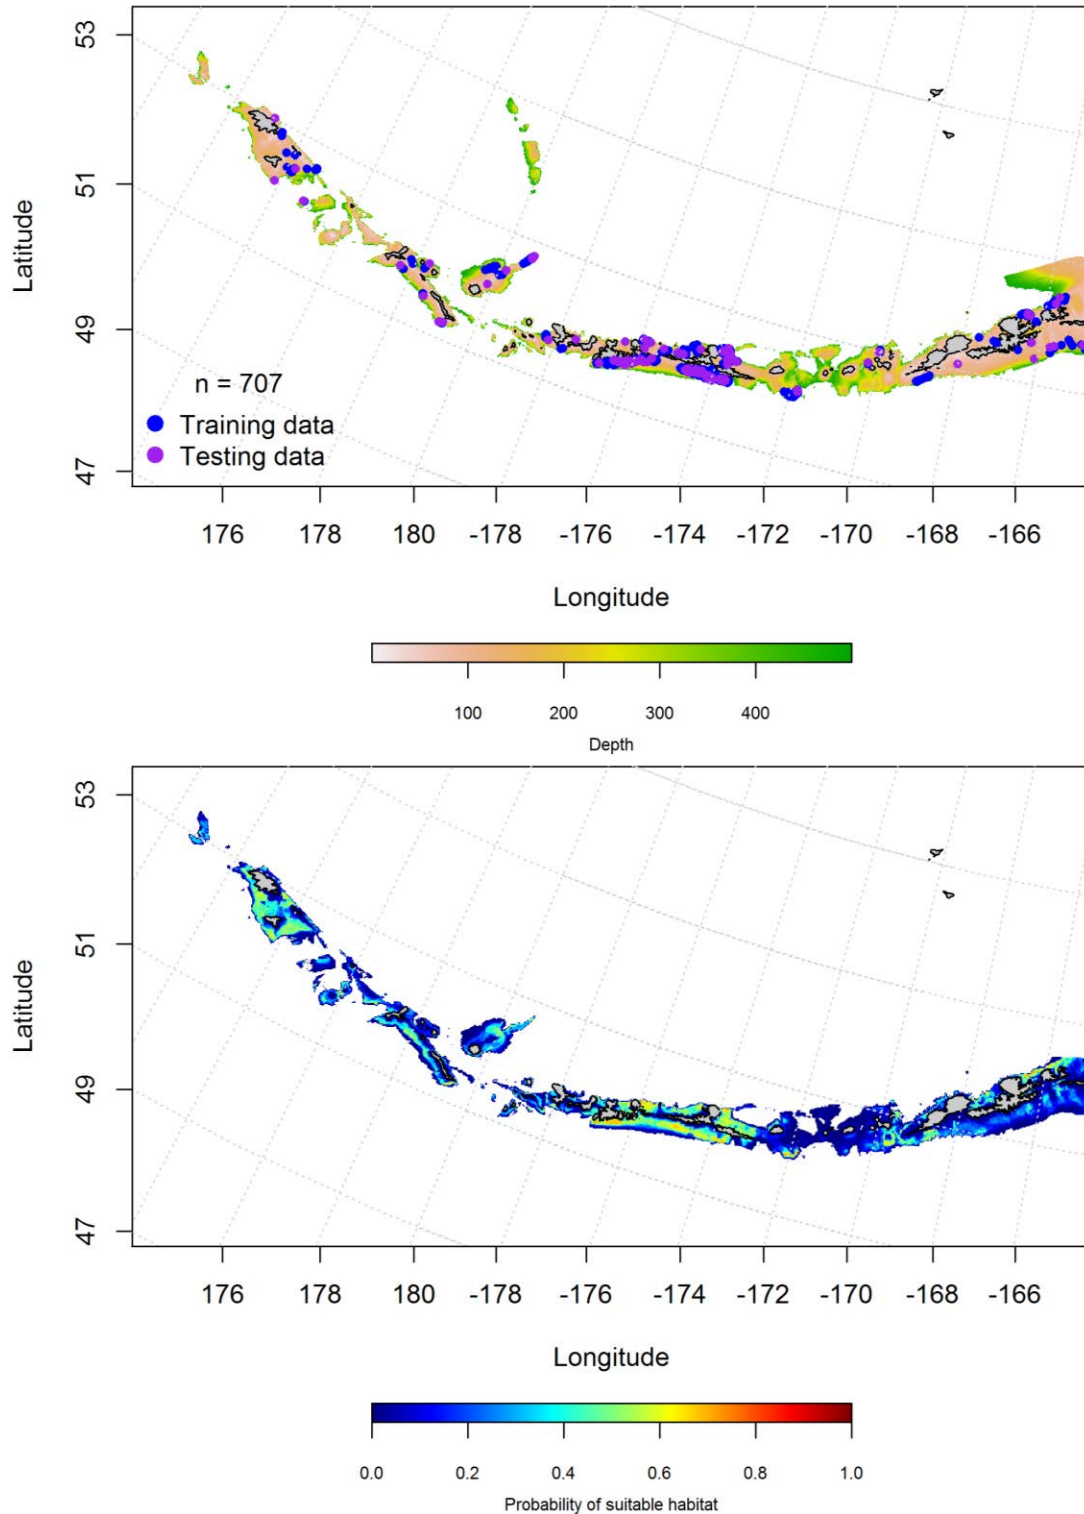 53
51
49
47
Latitude
n = 707
Training data
Testing data
176 178 180 -178 -176 -174 -172 -170 -168 -166
Longitude
100 200 300 400
Depth
53
51
49
47
Latitude
176 178 180 -178 -176 -174 -172 -170 -168 -166
Longitude
0.0 0.2 0.4 0.6 0.8 1.0
Probability of suitable habitat